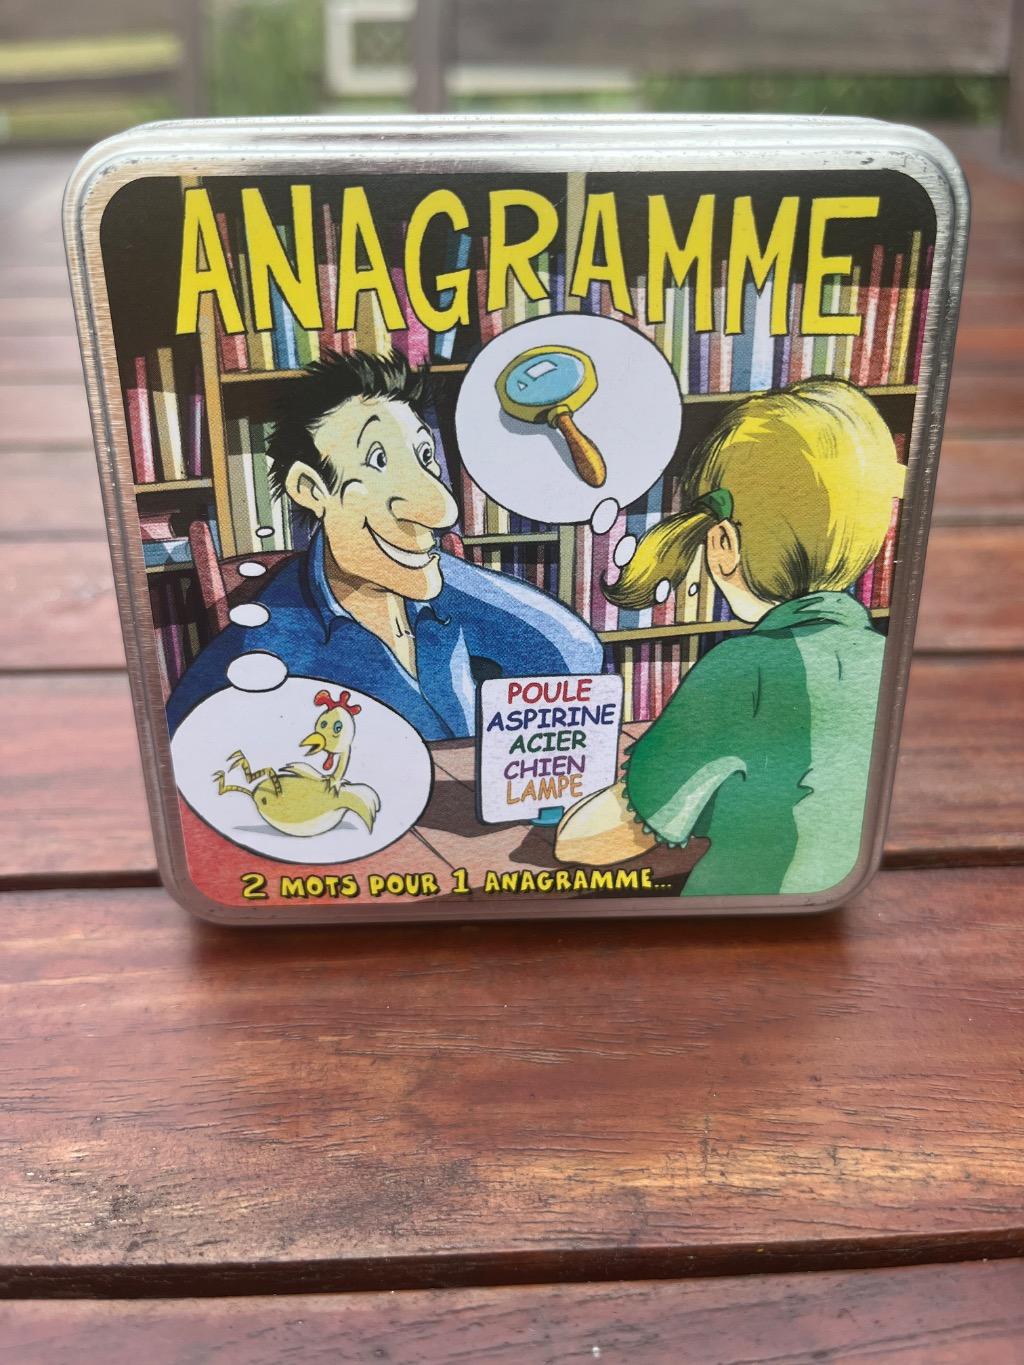 ANAGRAMME
POULE
ASPIRINE
ACIER
CHIEN
LAMPE
2 MOTS POUR 1 ANAGRAMME...